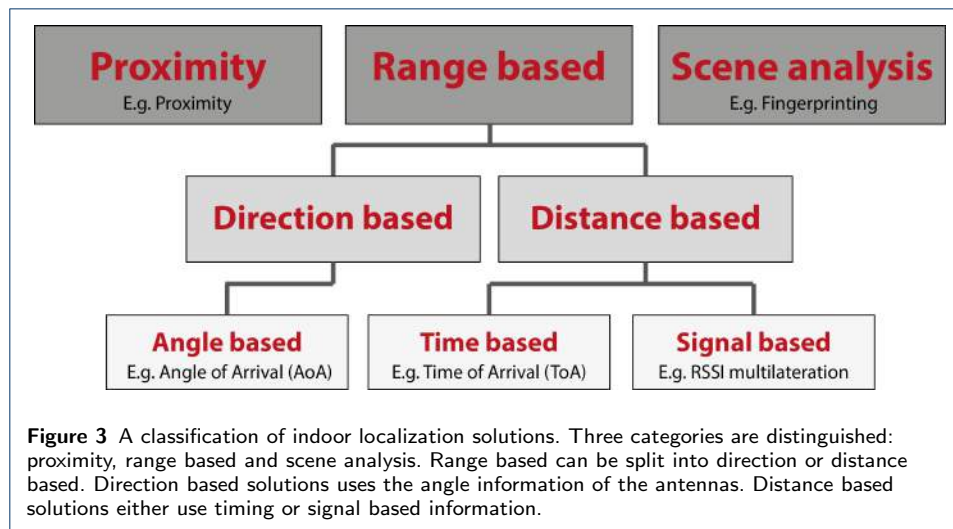 Proximity
E.g. Proximity
Range based
Scene analysis
E.g. Fingerprinting
Direction based
Distance based
Angle based
E.g. Angle of Arrival (AoA)
Time based
E.g. Time of Arrival (ToA)
Signal based
E.g. RSSI multilateration
Figure 3 A classification of indoor localization solutions. Three categories are distinguished:
proximity, range based and scene analysis. Range based can be split into direction or distance
based. Direction based solutions uses the angle information of the antennas. Distance based
solutions either use timing or signal based information.